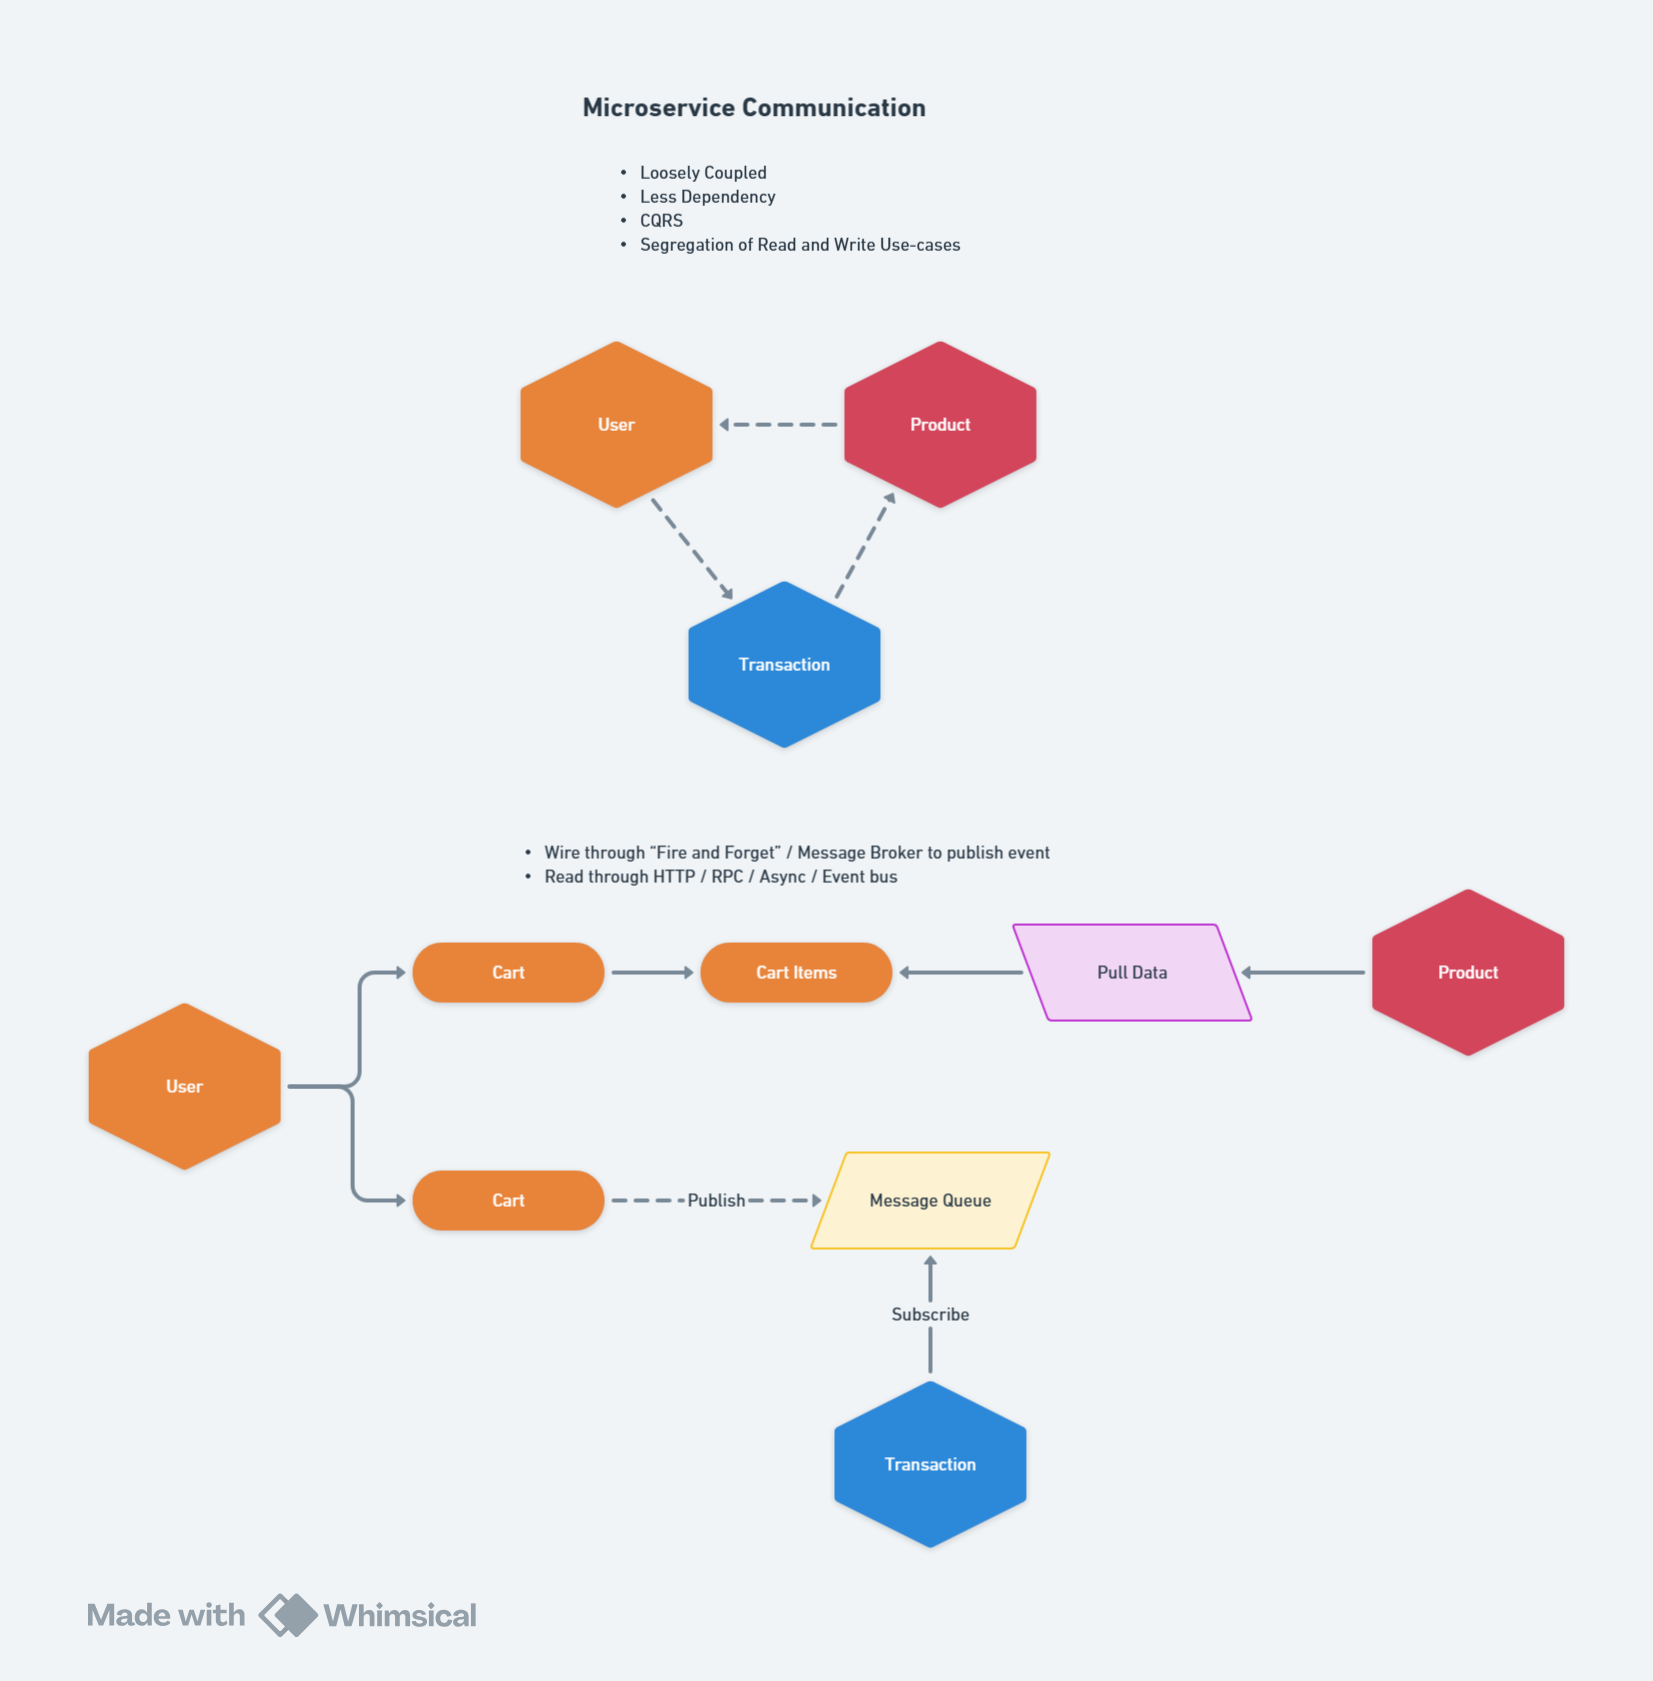 Microservice Communication
• Loosely Coupled
• Less Dependency
• CQRS
• Segregation of Read and Write Use-cases
User
Product
Transaction
• Wire through “Fire and Forget” / Message Broker to publish event
• Read through HTTP / RPC / Async / Event bus
Cart
Cart Items
Pull Data
Product
User
Cart
Publish
Message Queue
Subscribe
Transaction
Made with Whimsical